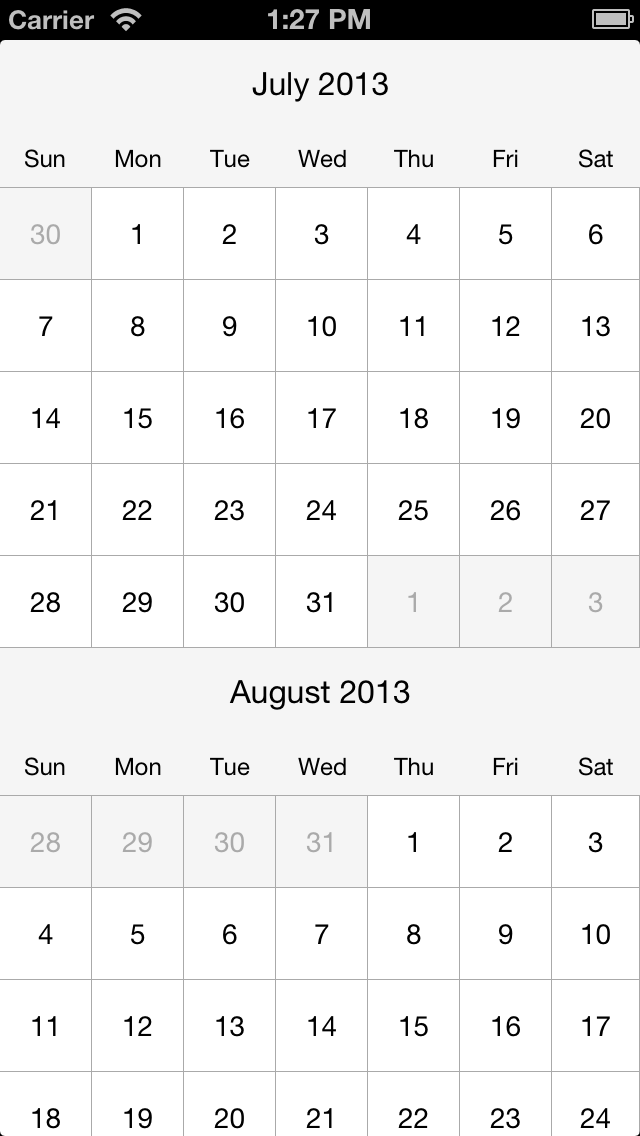 Carrier 1:27 PM
July 2013
Sun Mon Tue Wed Thu Fri Sat
30 1 2 3 4 5 6
7 8 9 10 11 12 13
14 15 16 17 18 19 20
21 22 23 24 25 26 27
28 29 30 31 1 2 3
August 2013
Sun Mon Tue Wed Thu Fri Sat
28 29 30 31 1 2 3
4 5 6 7 8 9 10
11 12 13 14 15 16 17
18 19 20 21 22 23 24